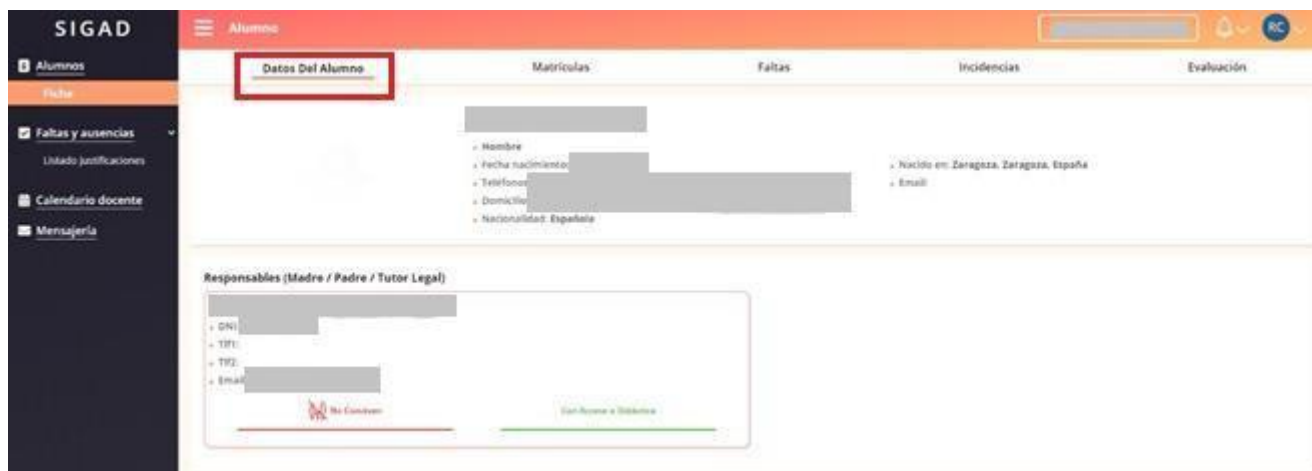 SIGAD
Alumno
RC
Alumnos
Ficha
Faltas y ausencias
Listado justificaciones
Calendario docente
Mensajería
Datos Del Alumno
Matrículas
Faltas
Incidencias
Evaluación
Nombre
Fecha nacimiento:
Teléfonos
Domicilio
Nacionalidad: Española
Nacido en: Zaragoza, Zaragoza, España
Email:
Responsables (Madre / Padre / Tutor Legal)
DNI:
Tlf1:
Tlf2:
Email
No Conviven
Con Acceso a Didáctica